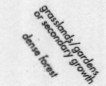 grasslands/gardens
or secondary growth
dense forest